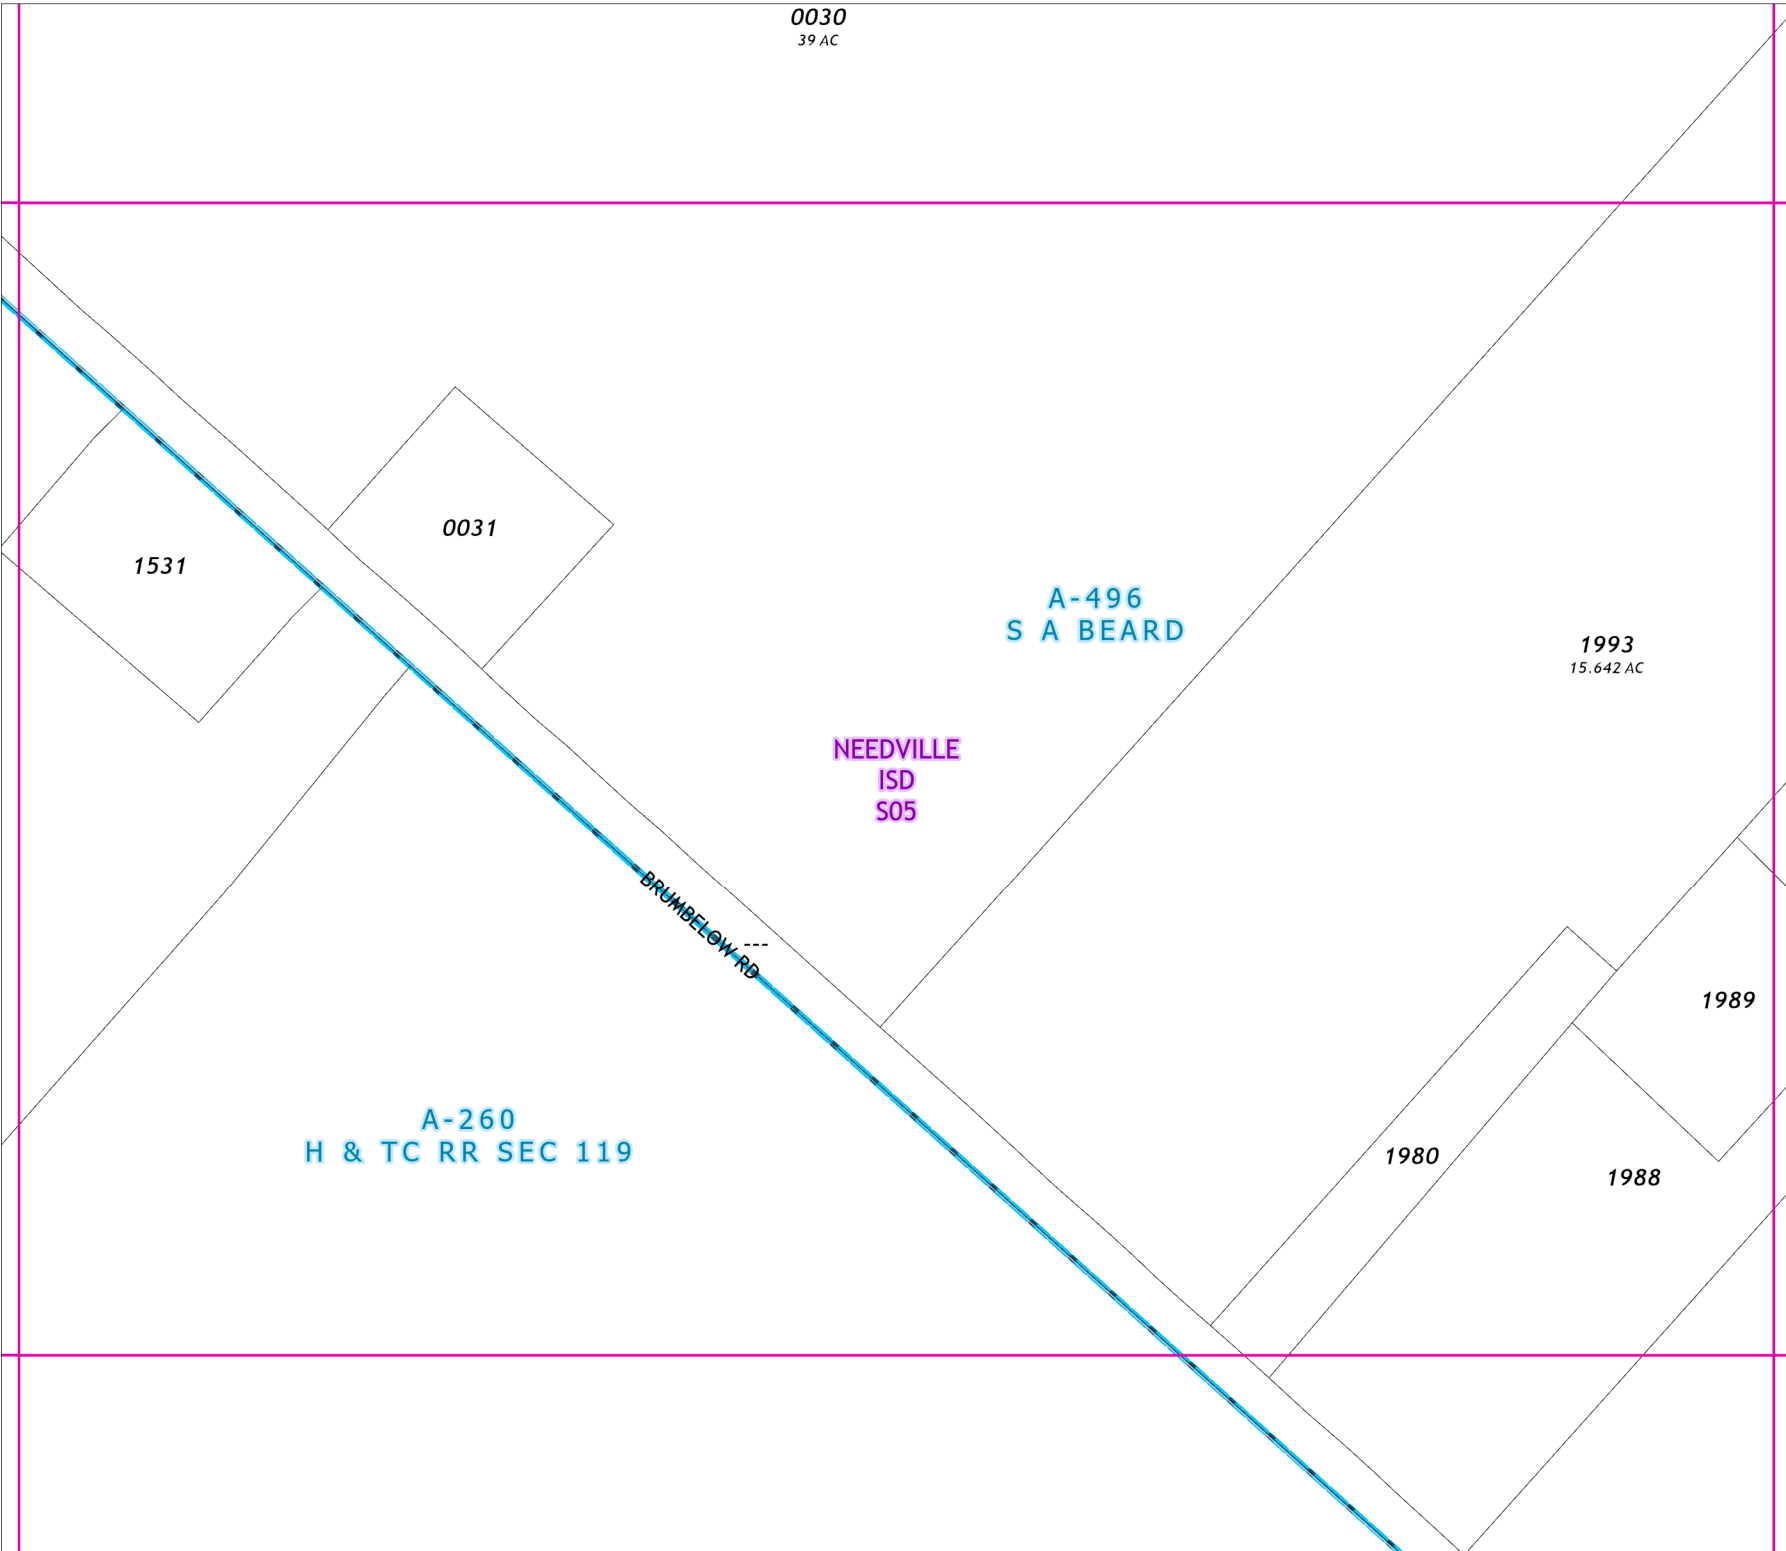 0030
39 AC
0031
1531
A-496
S A BEARD
1993
15.642 AC
NEEDVILLE
ISD
S05
BRUMBELOW RD
---
1989
A-260
H & TC RR SEC 119
1980
1988